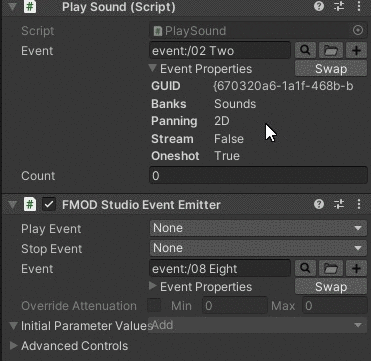 Play Sound (Script)
Script PlaySound
Event event:/02 Two
Event Properties Swap
GUID {670320a6-1a1f-468b-b
Banks Sounds
Panning 2D
Stream False
Oneshot True
Count 0
FMOD Studio Event Emitter
Play Event None
Stop Event None
Event event:/08 Eight
Event Properties Swap
Override Attenuation Min 0 Max 0
Initial Parameter Values Add
Advanced Controls